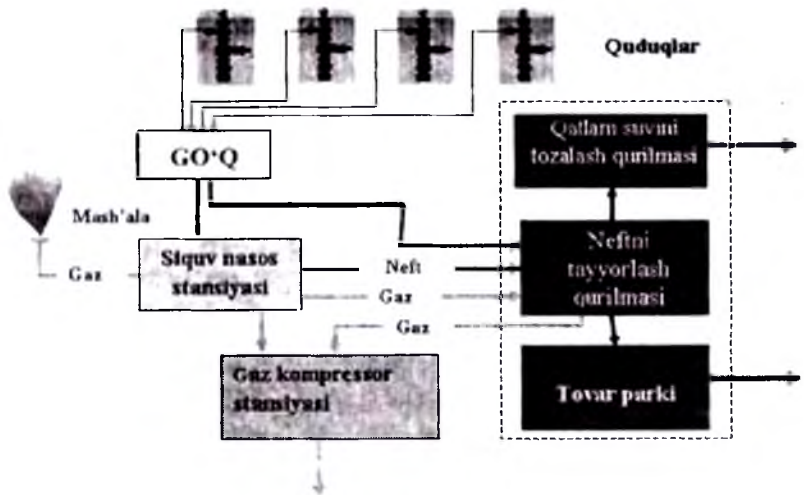 Quduqlar
GO‘Q
Qatlam suvini
tozalash qurilmasi
Mash'ala
Gaz
Siquv nasos
stansiyasi
Neft
Gaz
Gaz
Neftni
tayyorlash
qurilmasi
Gaz kompressor
stansiyasi
Tovar parki